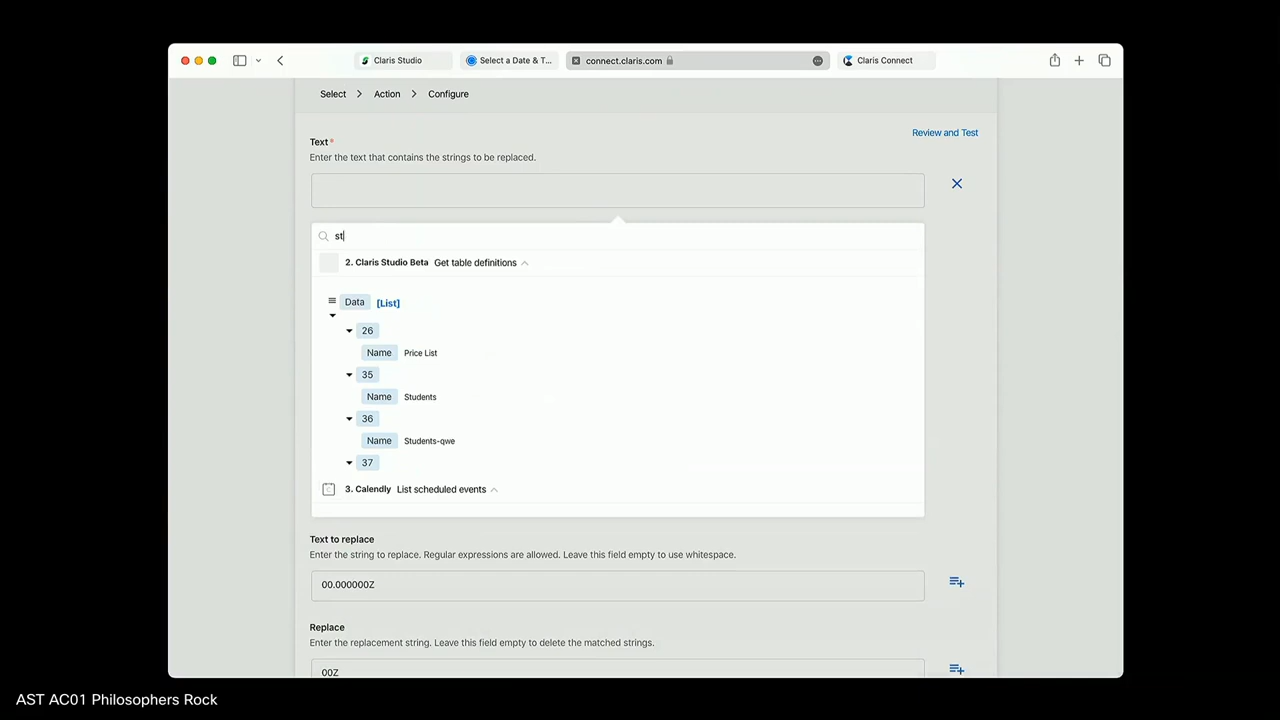 Claris Studio
Select a Date & T...
connect.claris.com
Claris Connect
Select > Action > Configure
Review and Test
Text*
Enter the text that contains the strings to be replaced.
st
2. Claris Studio Beta Get table definitions
Data [List]
26
Name Price List
35
Name Students
36
Name Students-qwe
37
3. Calendly List scheduled events
Text to replace
Enter the string to replace. Regular expressions are allowed. Leave this field empty to use whitespace.
00.000000Z
Replace
Enter the replacement string. Leave this field empty to delete the matched strings.
00Z
AST AC01 Philosophers Rock